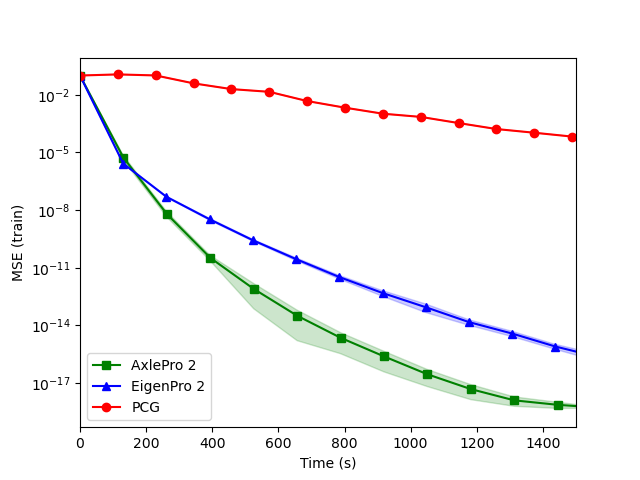 MSE (train)
10⁻²
10⁻⁵
10⁻⁸
10⁻¹¹
10⁻¹⁴
10⁻¹⁷
AxlePro 2
EigenPro 2
PCG
0 200 400 600 800 1000 1200 1400
Time (s)